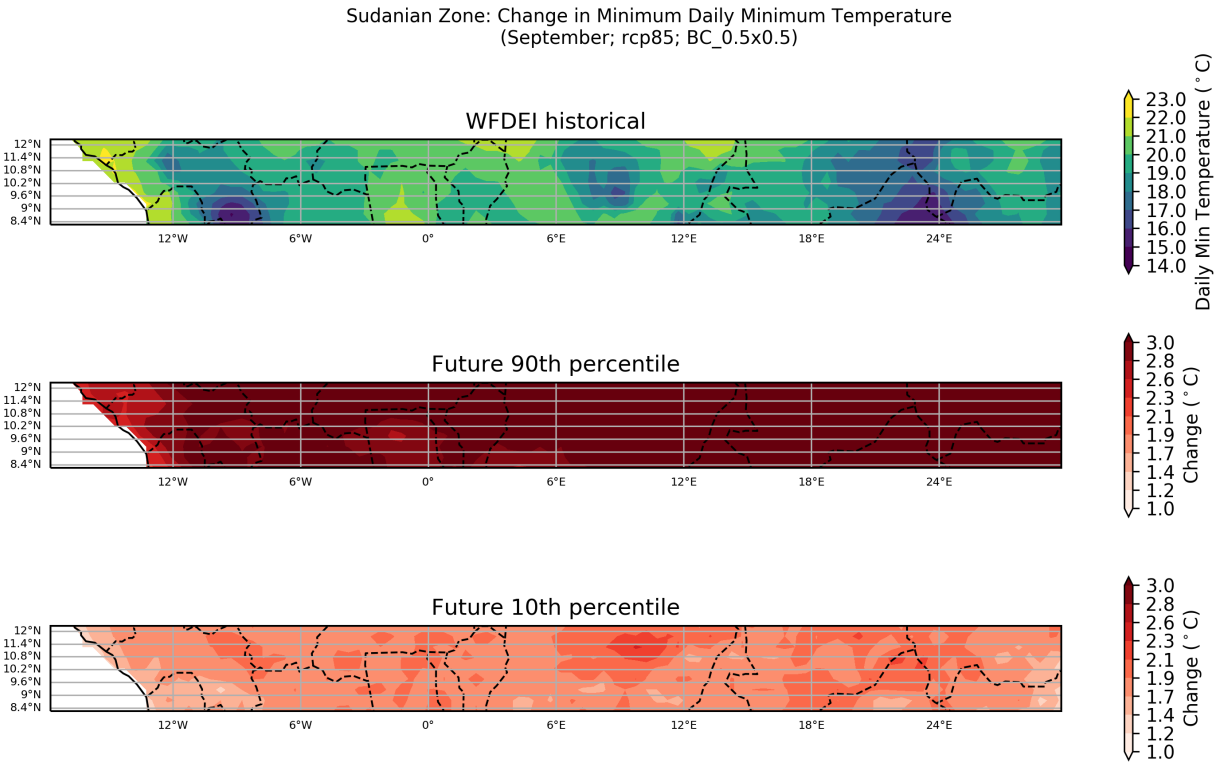 Sudanian Zone: Change in Minimum Daily Minimum Temperature
(September; rcp85; BC_0.5x0.5)
WFDEI historical
12°N
11.4°N
10.8°N
10.2°N
9.6°N
9°N
8.4°N
12°W
6°W
0°
6°E
12°E
18°E
24°E
23.0
22.0
21.0
20.0
19.0
18.0
17.0
16.0
15.0
14.0
Daily Min Temperature (°C)
Future 90th percentile
12°N
11.4°N
10.8°N
10.2°N
9.6°N
9°N
8.4°N
12°W
6°W
0°
6°E
12°E
18°E
24°E
3.0
2.8
2.6
2.3
2.1
1.9
1.7
1.4
1.2
1.0
Change (°C)
Future 10th percentile
12°N
11.4°N
10.8°N
10.2°N
9.6°N
9°N
8.4°N
12°W
6°W
0°
6°E
12°E
18°E
24°E
3.0
2.8
2.6
2.3
2.1
1.9
1.7
1.4
1.2
1.0
Change (°C)